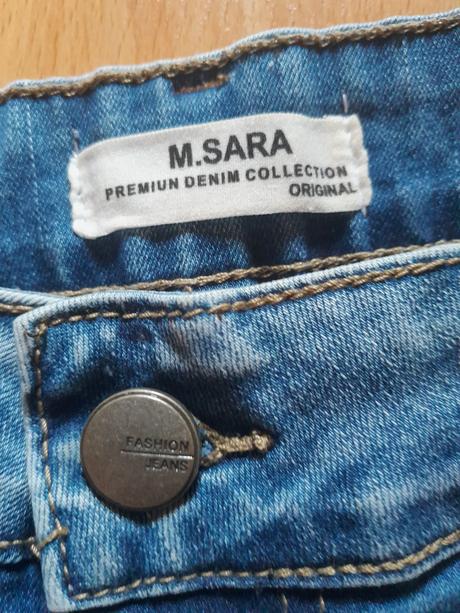 M.SARA
PREMIUN DENIM COLLECTION
ORIGINAL
FASHION
JEANS